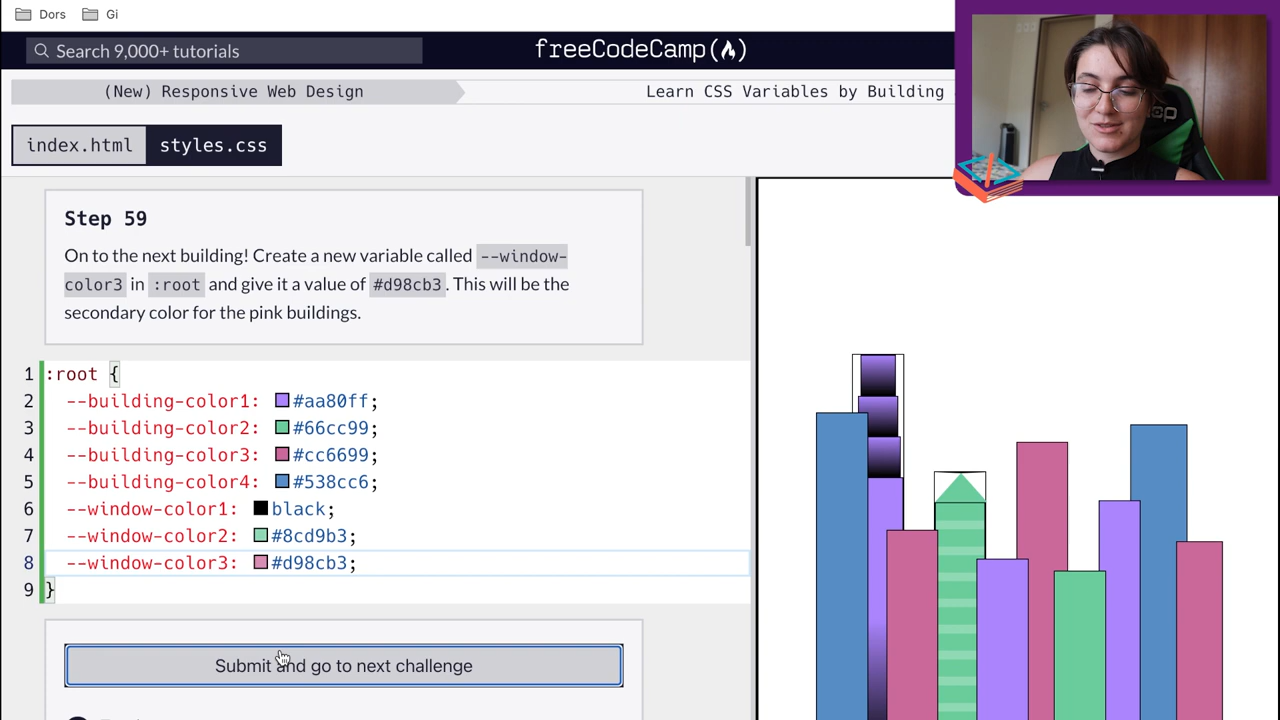 Dors Gi
Search 9,000+ tutorials
freeCodeCamp
(New) Responsive Web Design
Learn CSS Variables by Building
index.html
styles.css
Step 59
On to the next building! Create a new variable called --window-
color3 in :root and give it a value of #d98cb3. This will be the
secondary color for the pink buildings.
1 :root {
2 --building-color1: #aa80ff;
3 --building-color2: #66cc99;
4 --building-color3: #cc6699;
5 --building-color4: #538cc6;
6 --window-color1: black;
7 --window-color2: #8cd9b3;
8 --window-color3: #d98cb3;
9 }
Submit and go to next challenge